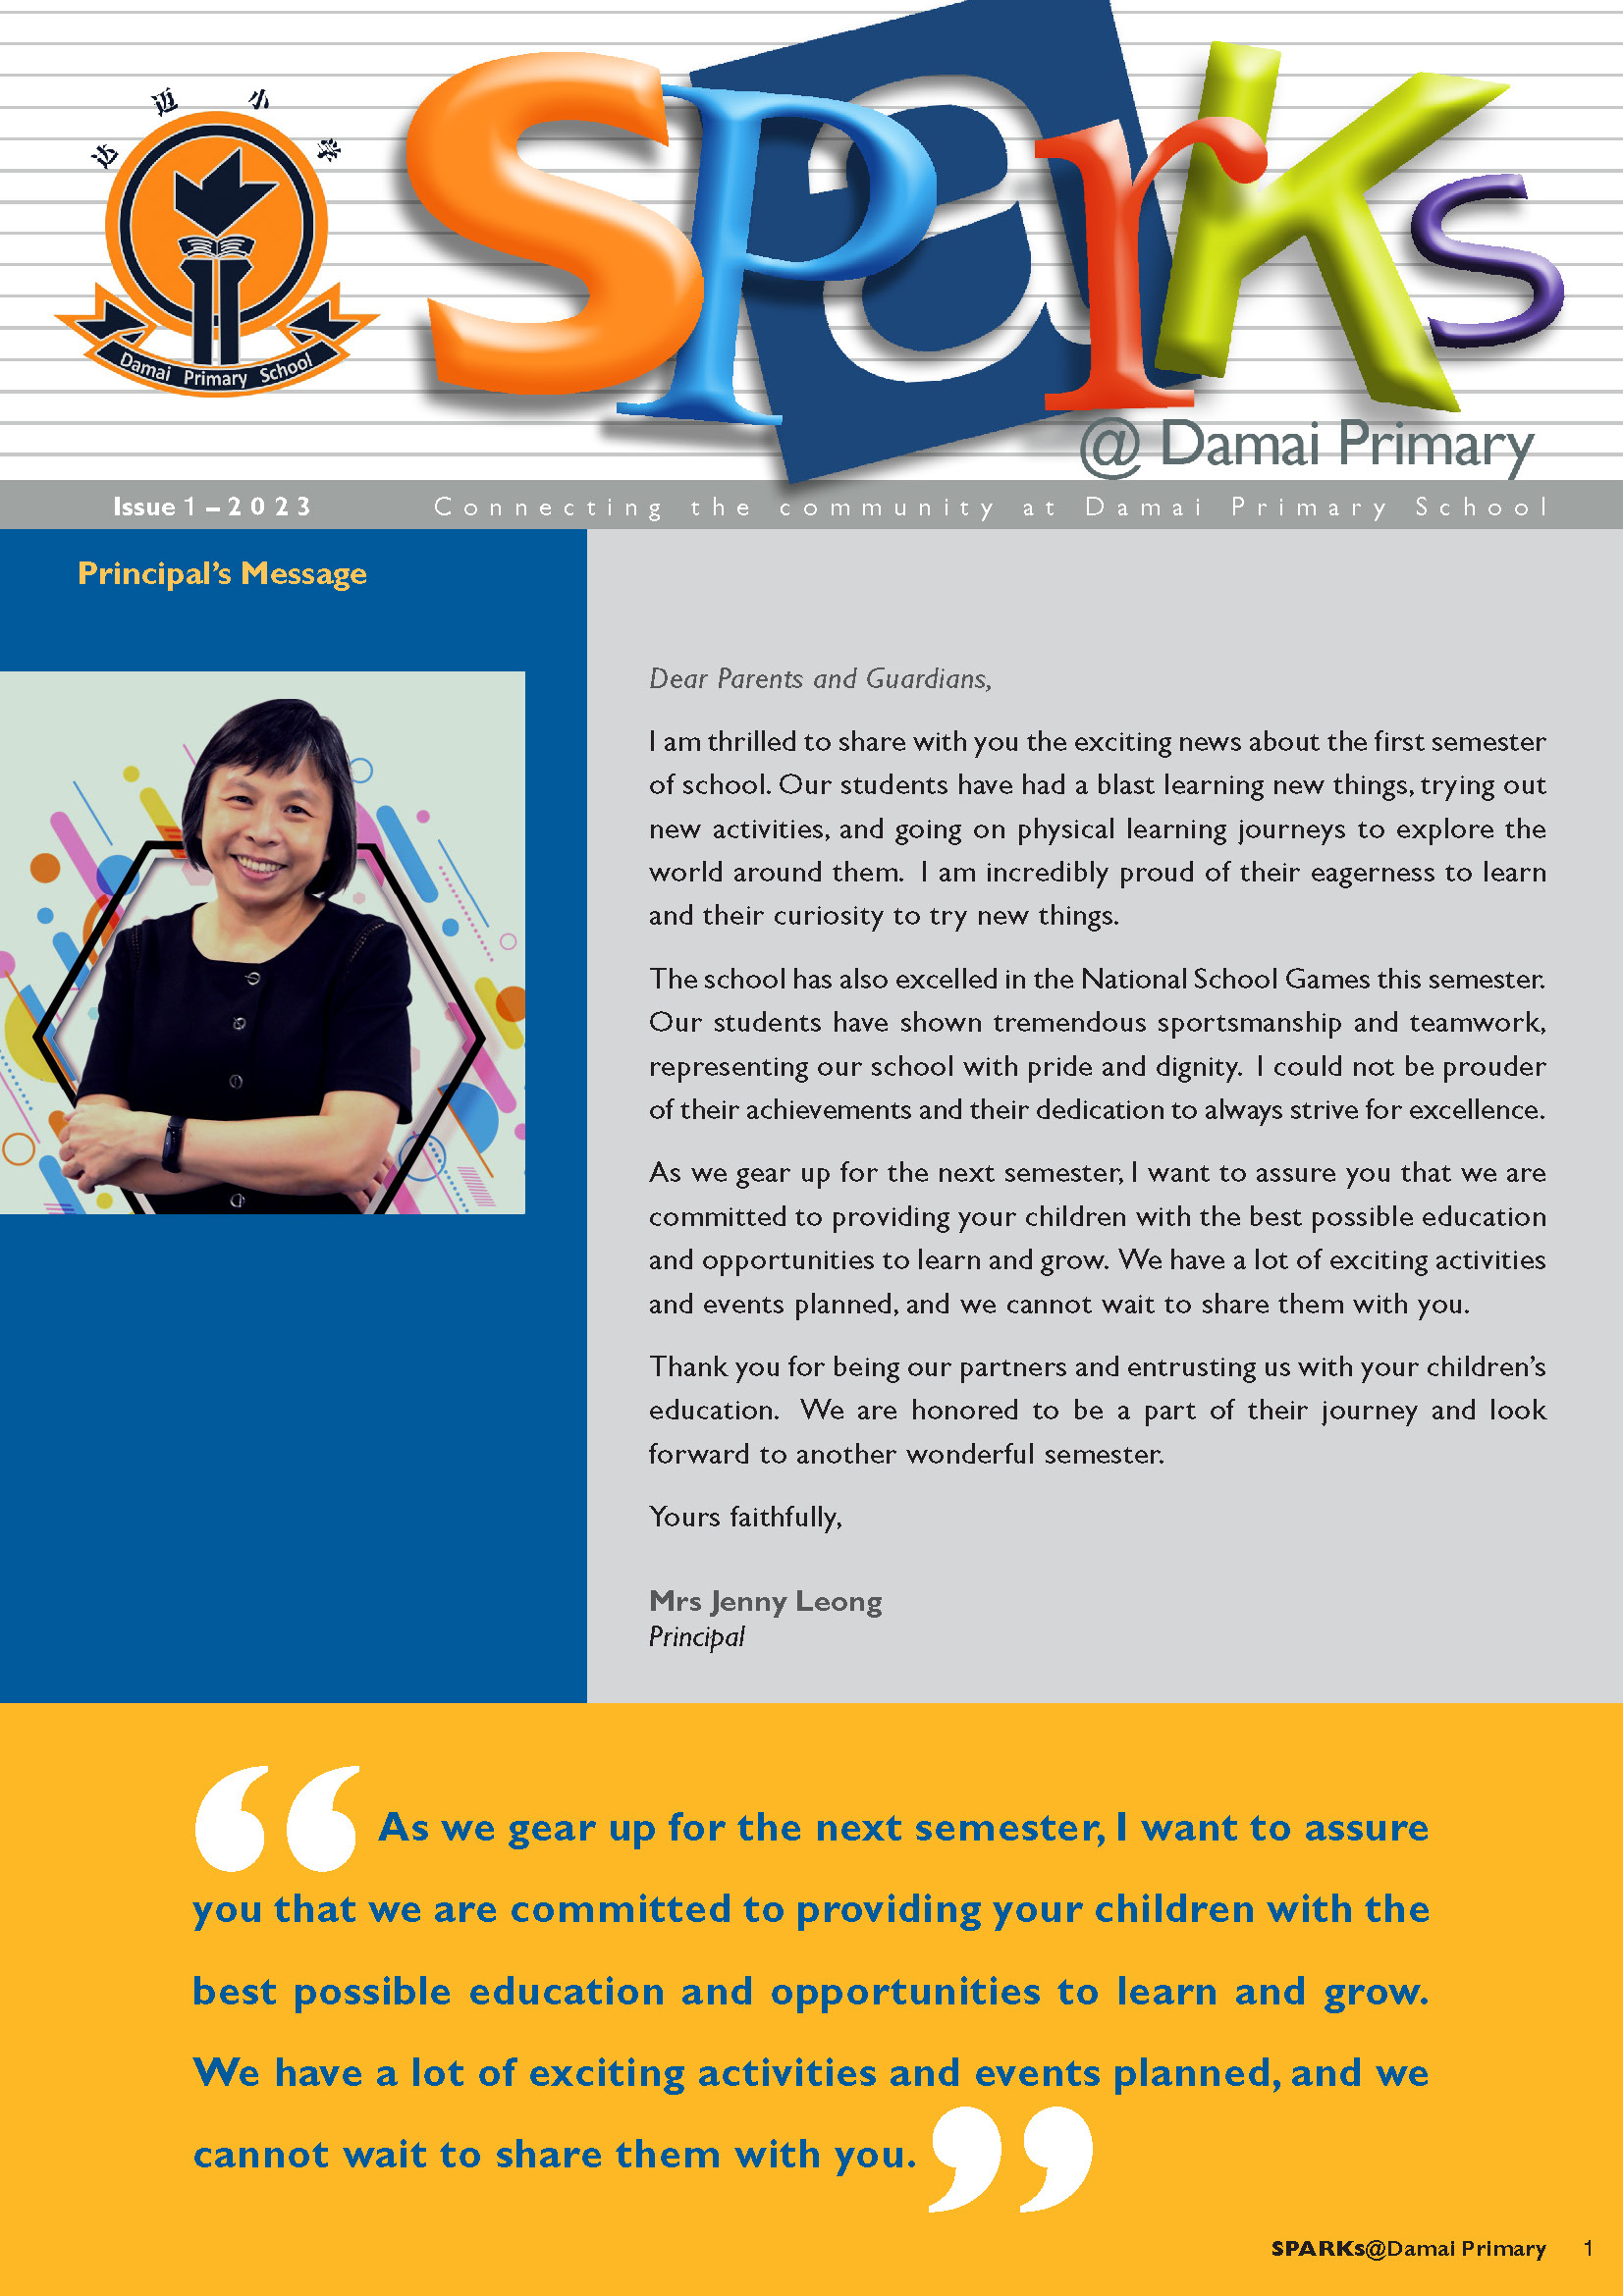 达迈小学
Damai Primary School
SParKs
@ Damai Primary
Issue 1 – 2 0 2 3
Connecting the community at Damai Primary School
Principal’s Message
Dear Parents and Guardians,
I am thrilled to share with you the exciting news about the first semester
of school. Our students have had a blast learning new things, trying out
new activities, and going on physical learning journeys to explore the
world around them. I am incredibly proud of their eagerness to learn
and their curiosity to try new things.
The school has also excelled in the National School Games this semester.
Our students have shown tremendous sportsmanship and teamwork,
representing our school with pride and dignity. I could not be prouder
of their achievements and their dedication to always strive for excellence.
As we gear up for the next semester, I want to assure you that we are
committed to providing your children with the best possible education
and opportunities to learn and grow. We have a lot of exciting activities
and events planned, and we cannot wait to share them with you.
Thank you for being our partners and entrusting us with your children’s
education. We are honored to be a part of their journey and look
forward to another wonderful semester.
Yours faithfully,
Mrs Jenny Leong
Principal
“ As we gear up for the next semester, I want to assure
you that we are committed to providing your children with the
best possible education and opportunities to learn and grow.
We have a lot of exciting activities and events planned, and we
cannot wait to share them with you. ”
SPARKs@Damai Primary 1